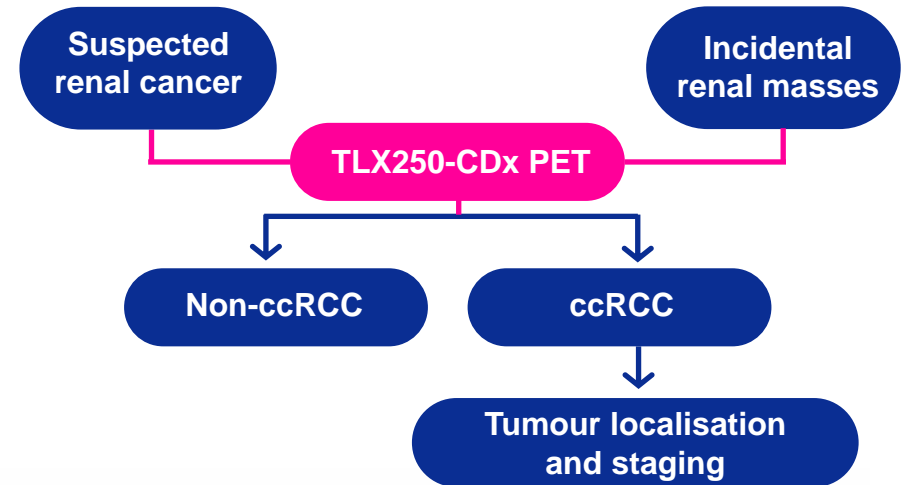 Suspected
renal cancer
Incidental
renal masses
TLX250-CDx PET
Non-ccRCC
ccRCC
Tumour localisation
and staging